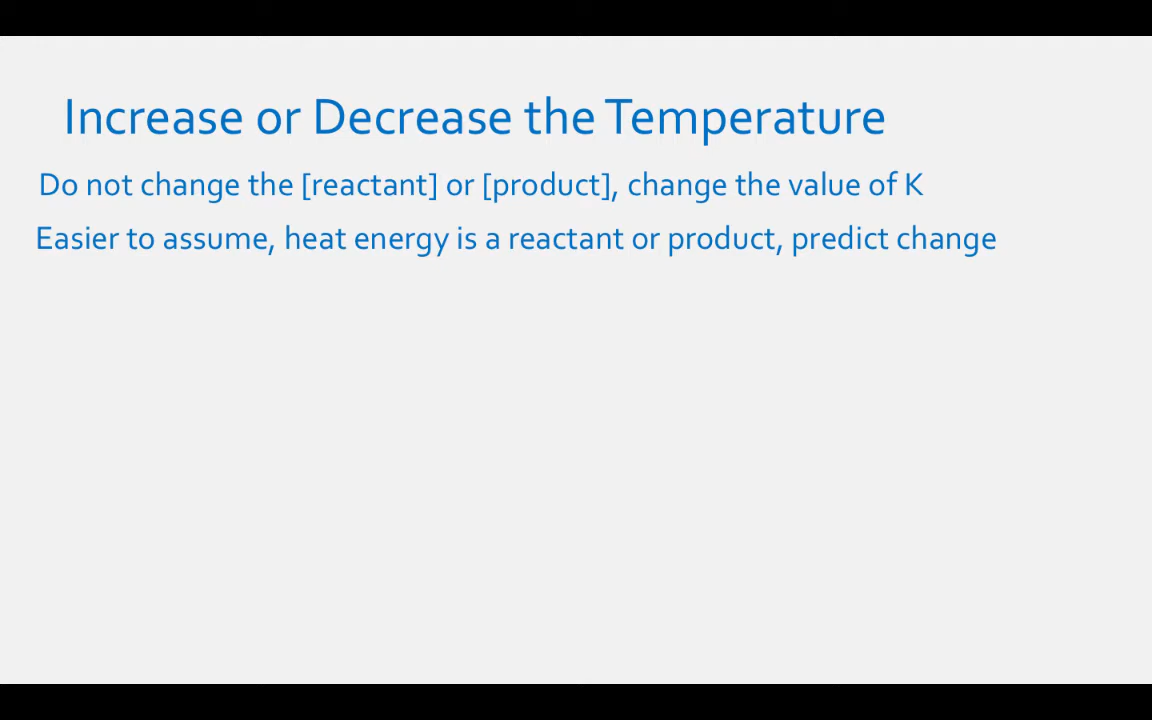 Increase or Decrease the Temperature
Do not change the [reactant] or [product], change the value of K
Easier to assume, heat energy is a reactant or product, predict change